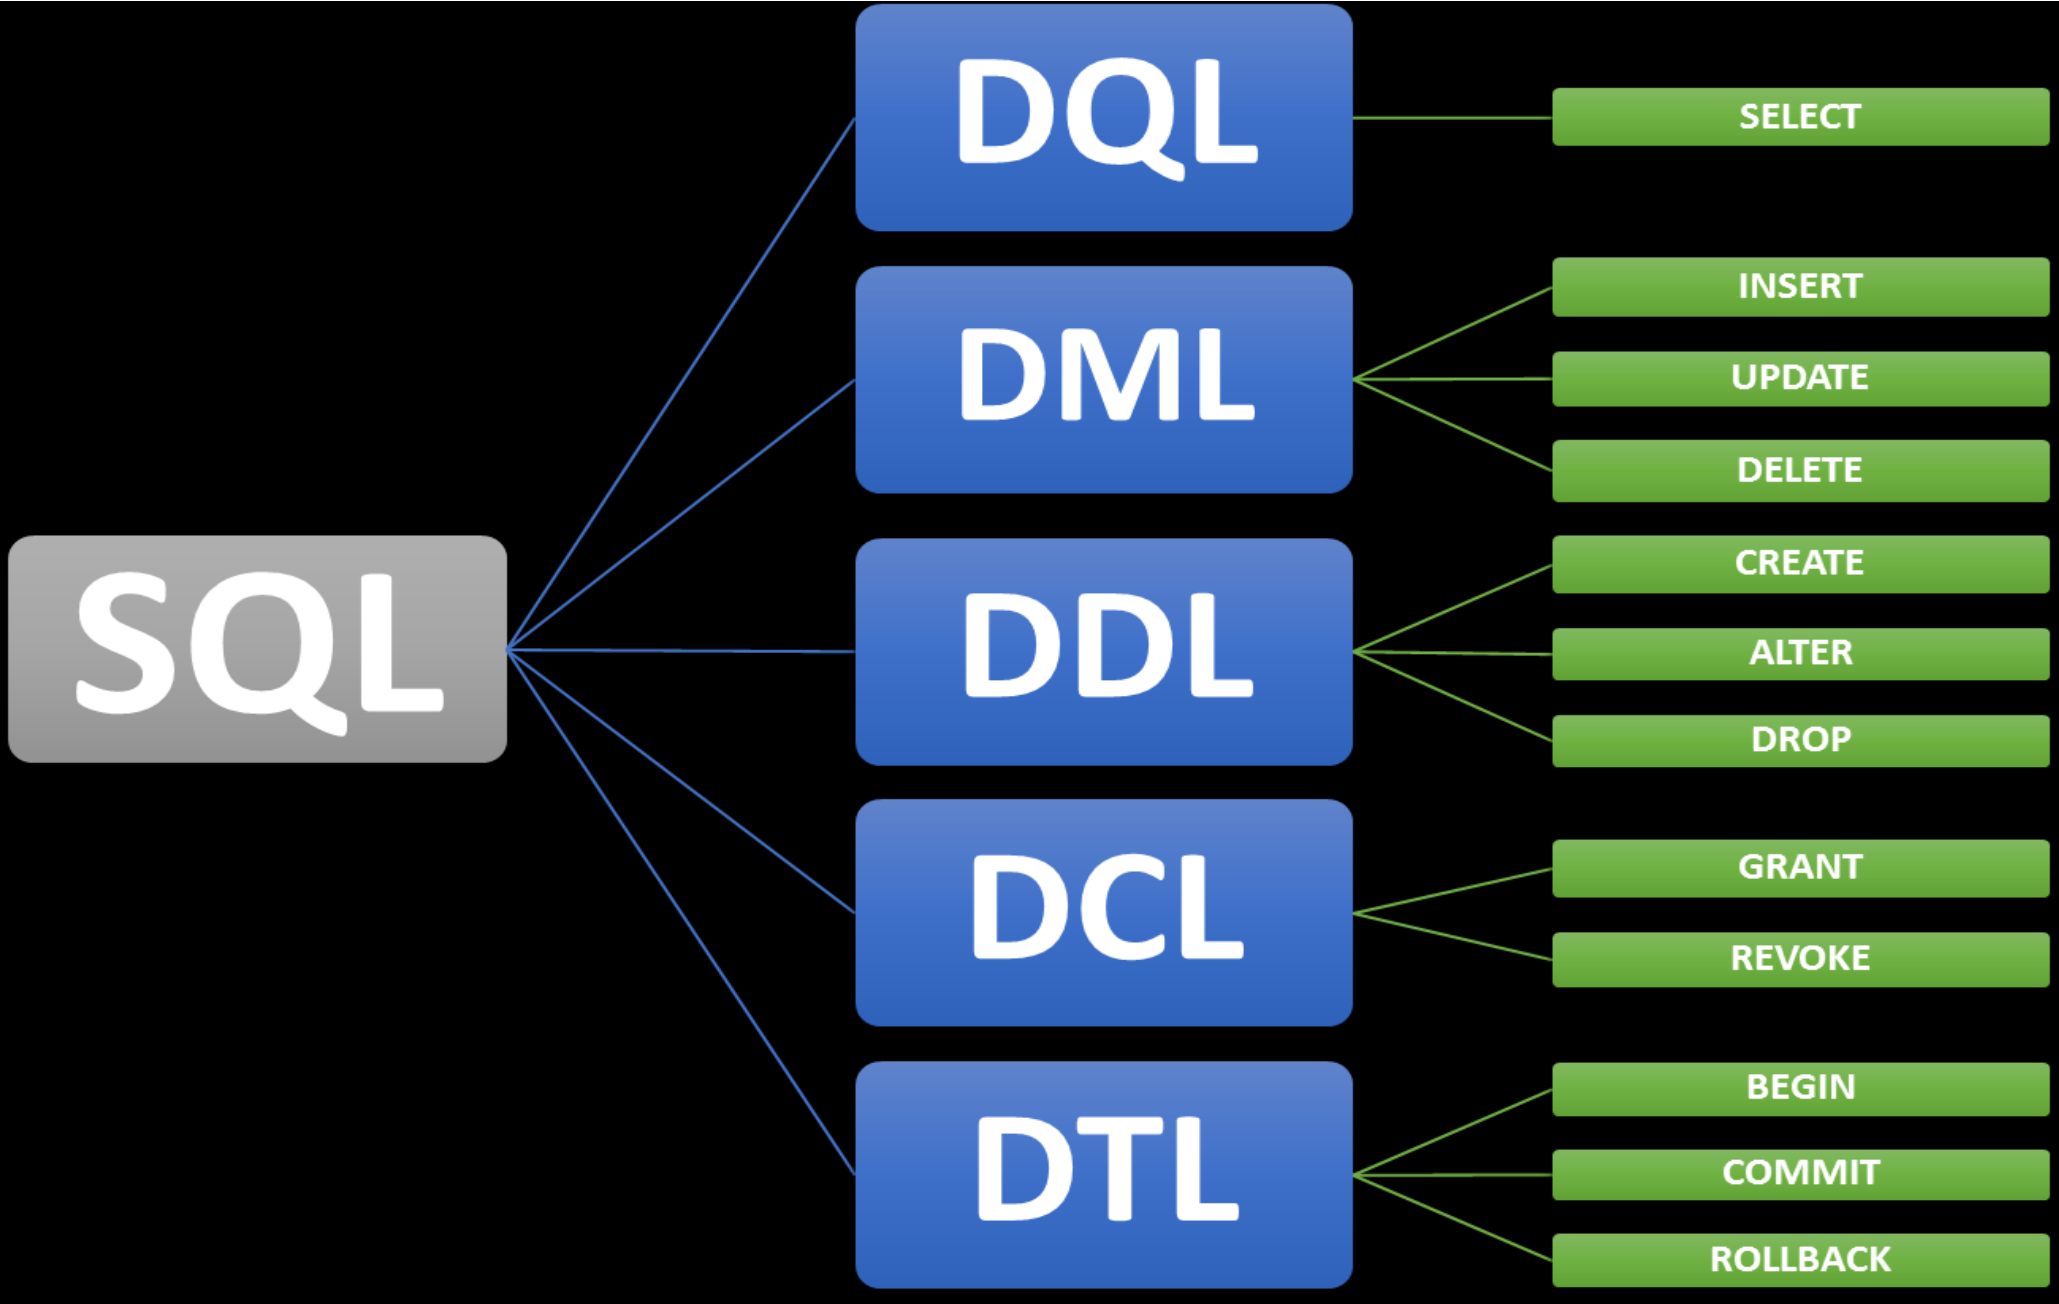 SQL
DQL
SELECT
DML
INSERT
UPDATE
DELETE
DDL
CREATE
ALTER
DROP
DCL
GRANT
REVOKE
DTL
BEGIN
COMMIT
ROLLBACK